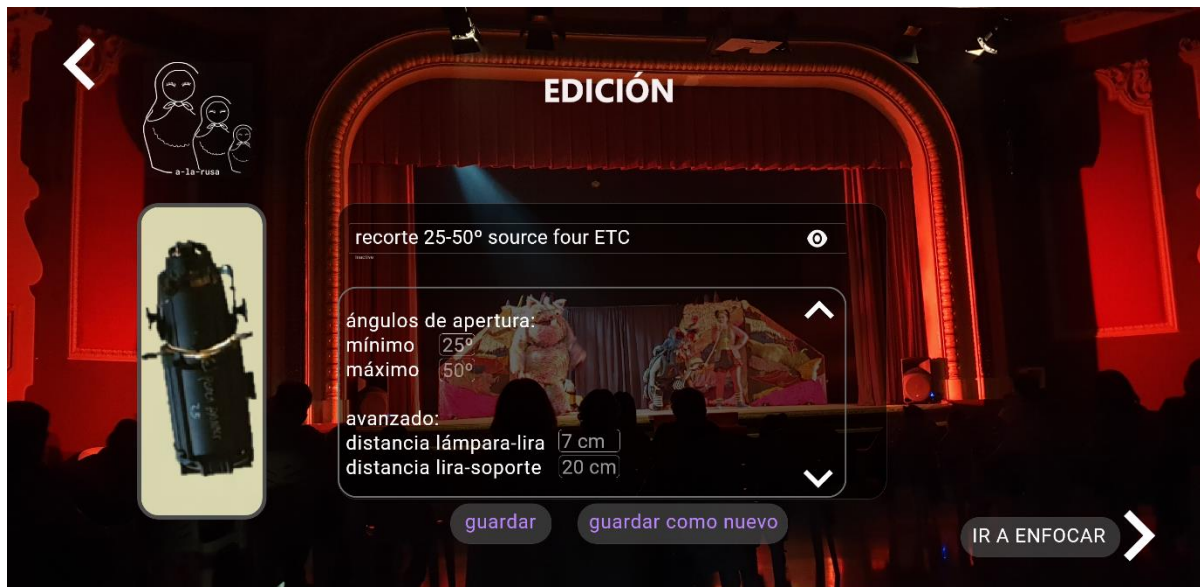 EDICIÓN
a-la-rusa
recorte 25-50º source four ETC
ángulos de apertura:
mínimo 25º
máximo 50º
avanzado:
distancia lámpara-lira 7 cm
distancia lira-soporte 20 cm
guardar guardar como nuevo
IR A ENFOCAR